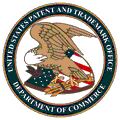 UNITED STATES PATENT AND TRADEMARK OFFICE
DEPARTMENT OF COMMERCE